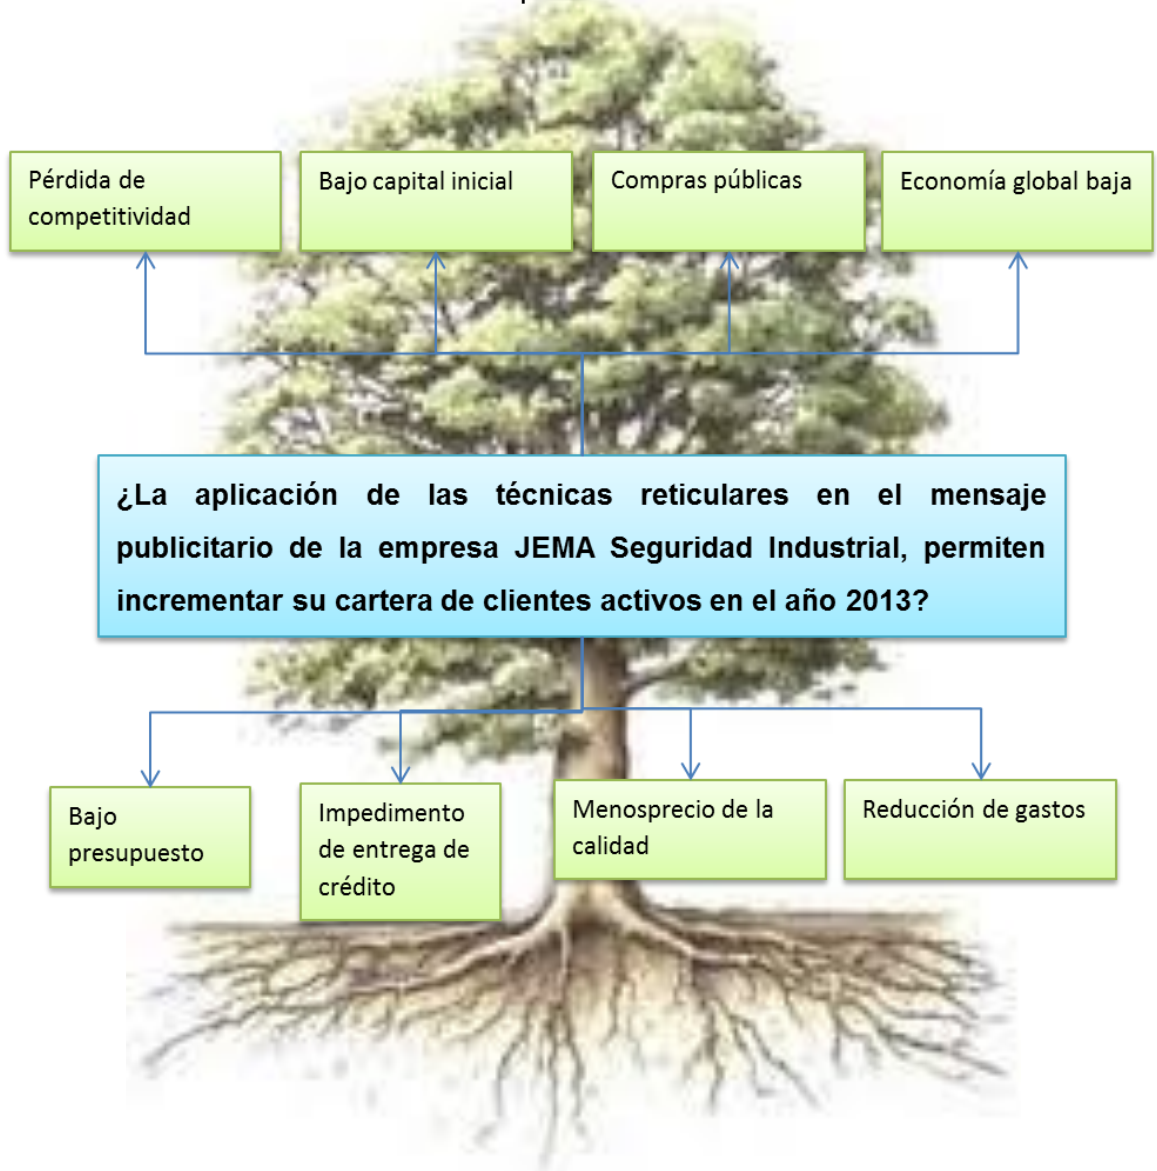 Pérdida de
competitividad
Bajo capital inicial
Compras públicas
Economía global baja
¿La aplicación de las técnicas reticulares en el mensaje
publicitario de la empresa JEMA Seguridad Industrial, permiten
incrementar su cartera de clientes activos en el año 2013?
Bajo
presupuesto
Impedimento
de entrega de
crédito
Menosprecio de la
calidad
Reducción de gastos